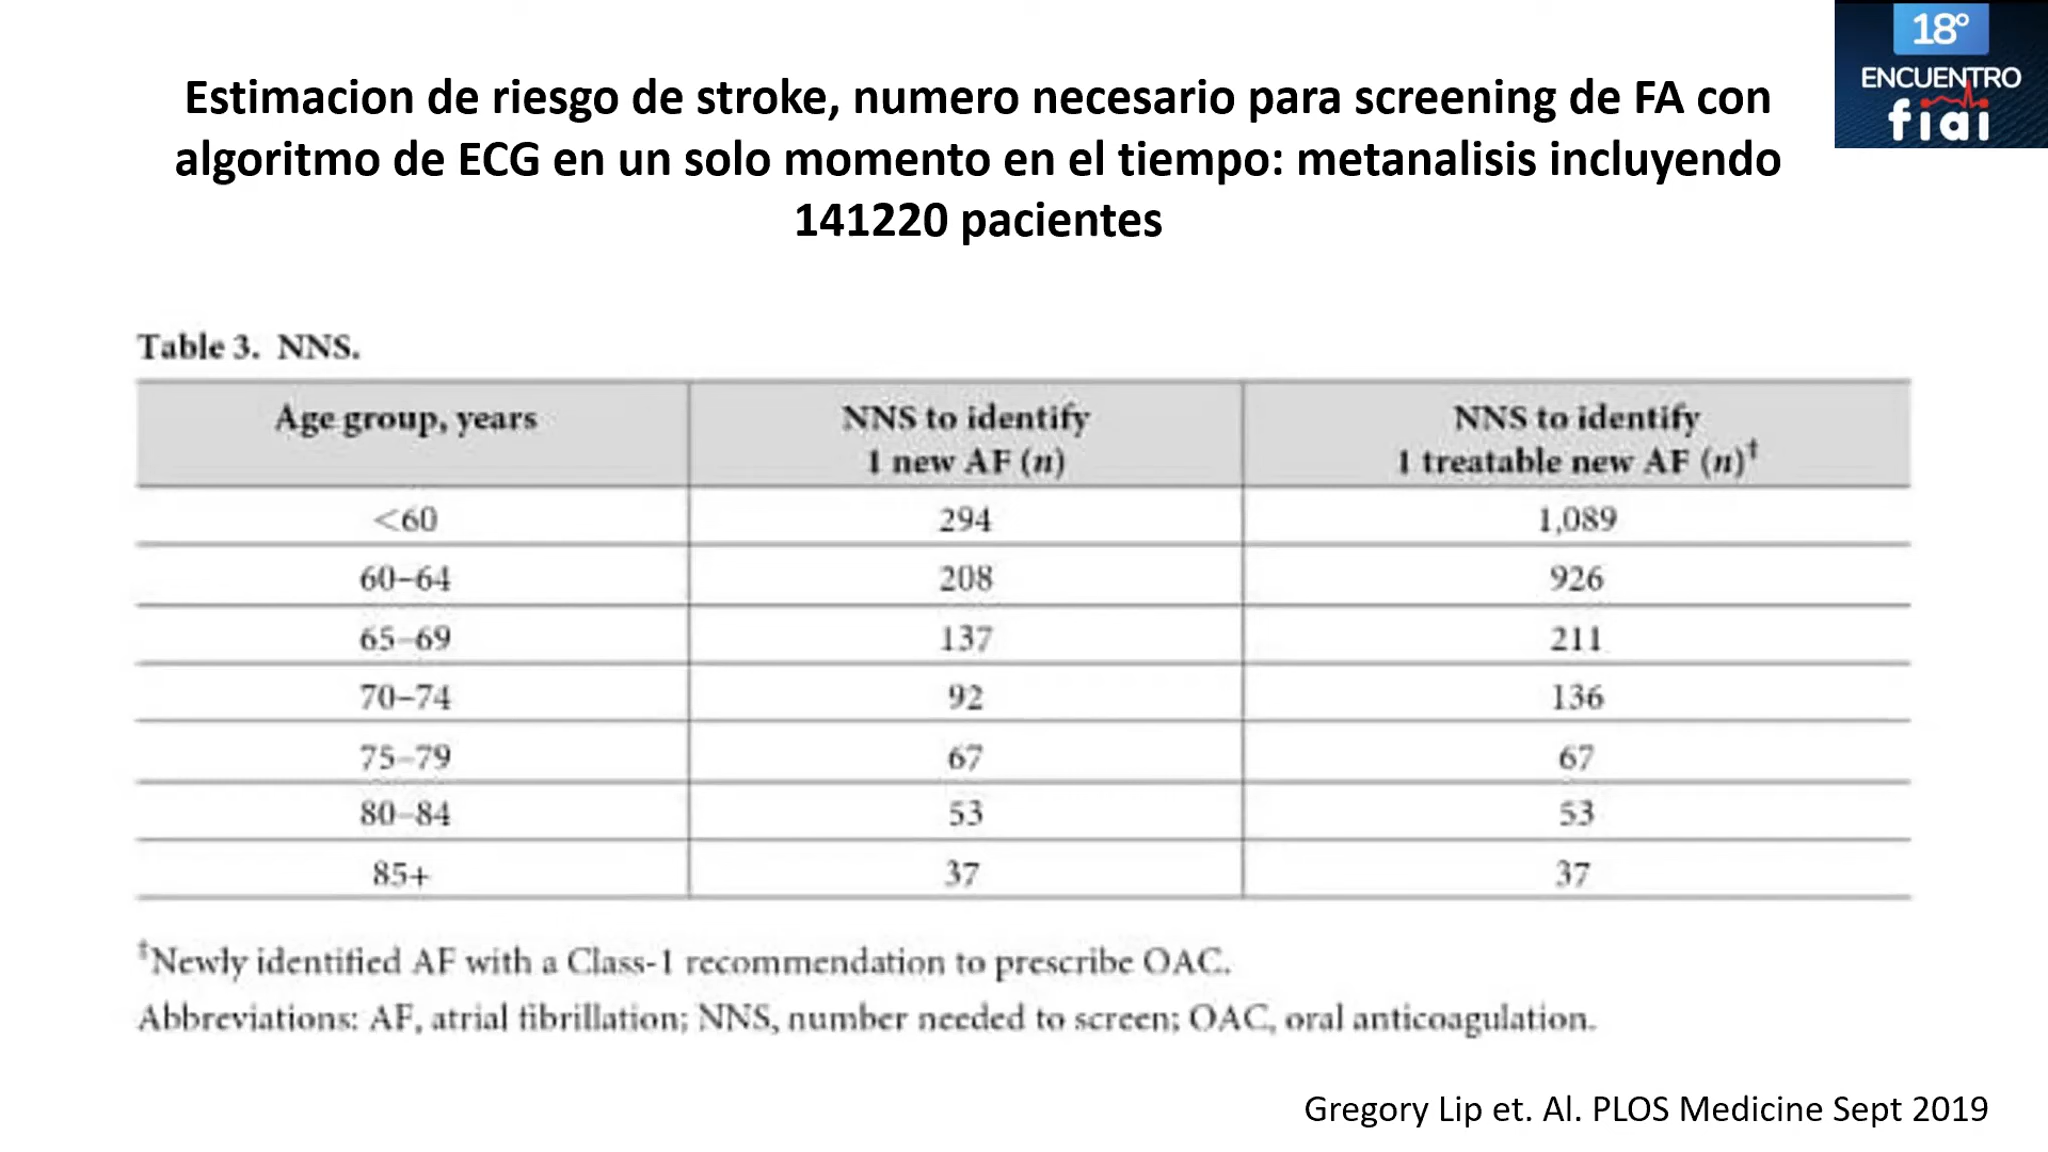 18º
ENCUENTRO
fiai
Estimacion de riesgo de stroke, numero necesario para screening de FA con
algoritmo de ECG en un solo momento en el tiempo: metanalisis incluyendo
141220 pacientes
Table 3. NNS.
Age group, years NNS to identify 1 new AF (n) NNS to identify 1 treatable new AF (n)†
<60 294 1,089
60–64 208 926
65–69 137 211
70–74 92 136
75–79 67 67
80–84 53 53
85+ 37 37
†Newly identified AF with a Class-1 recommendation to prescribe OAC.
Abbreviations: AF, atrial fibrillation; NNS, number needed to screen; OAC, oral anticoagulation.
Gregory Lip et. Al. PLOS Medicine Sept 2019